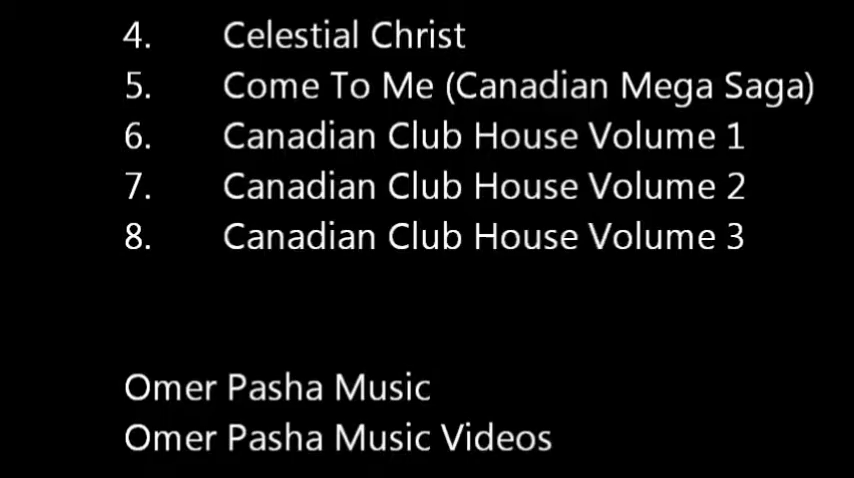 4. Celestial Christ
5. Come To Me (Canadian Mega Saga)
6. Canadian Club House Volume 1
7. Canadian Club House Volume 2
8. Canadian Club House Volume 3
Omer Pasha Music
Omer Pasha Music Videos